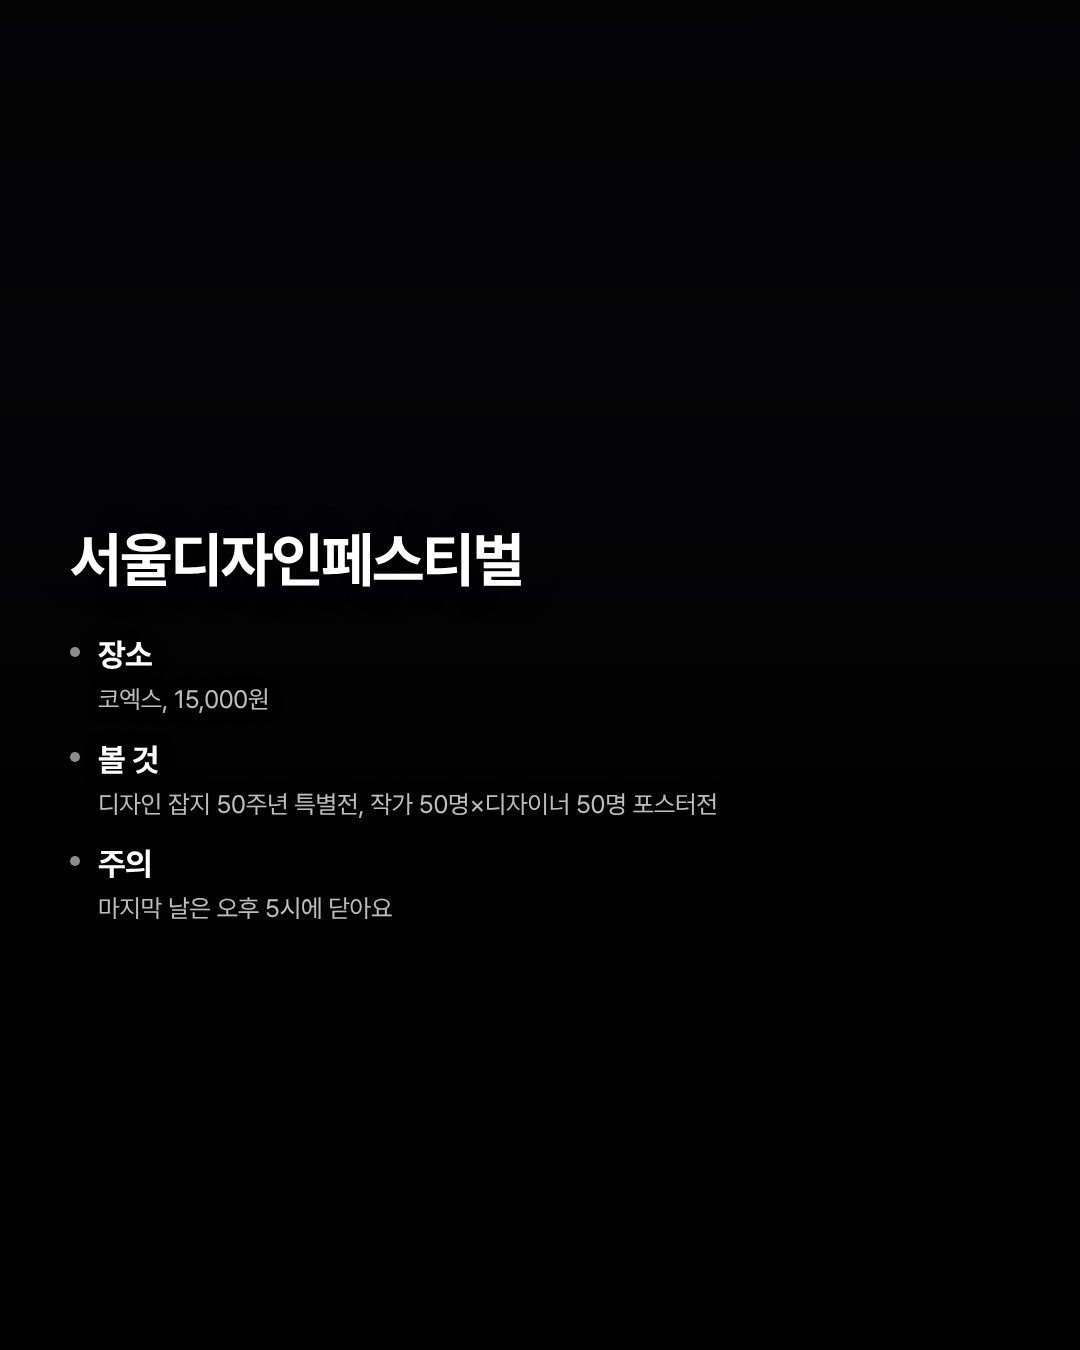 서울디자인페스티벌
장소
코엑스, 15,000원
볼 것
디자인 잡지 50주년 특별전, 작가 50명×디자이너 50명 포스터전
주의
마지막 날은 오후 5시에 닫아요